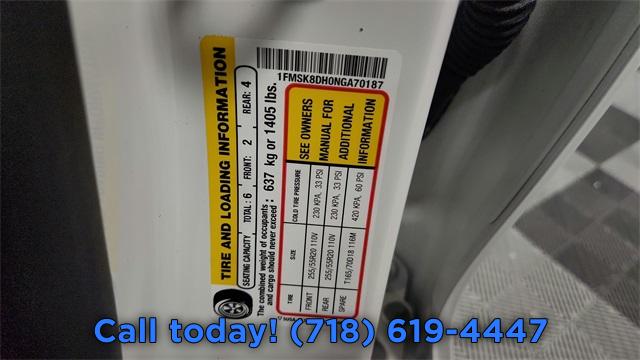 1FMSK8DH0NGA70187
TIRE AND LOADING INFORMATION
SEATING CAPACITY TOTAL: 6 FRONT: 2 REAR: 4
The combined weight of occupants and cargo should never exceed : 637 kg or 1405 lbs.
TIRE SIZE COLD TIRE PRESSURE
FRONT 255/55R20 110V 230 KPA, 33 PSI
REAR 255/55R20 110V 230 KPA, 33 PSI
SPARE T165/70D18 116M 420 KPA, 60 PSI
SEE OWNERS
MANUAL FOR
ADDITIONAL
INFORMATION
Call today! (718) 619-4447